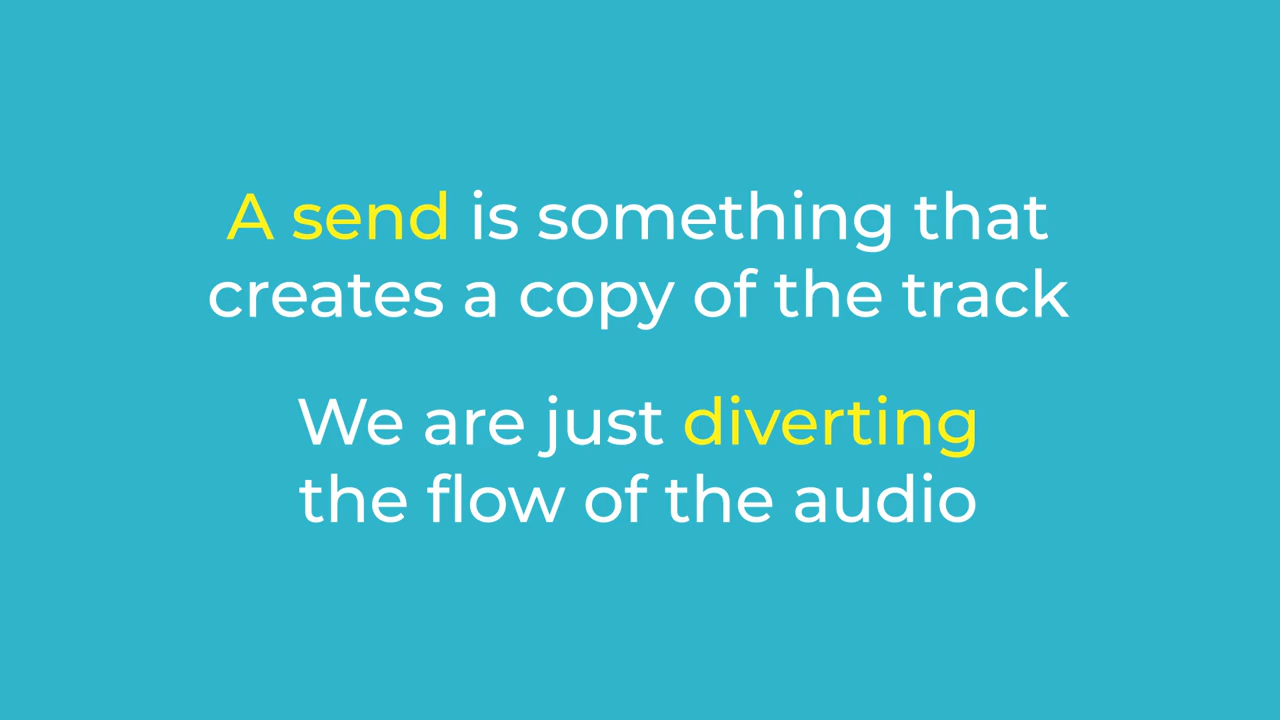 A send is something that
creates a copy of the track
We are just diverting
the flow of the audio